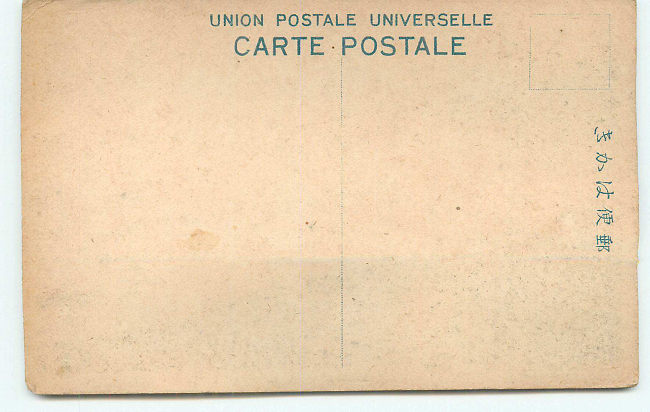 UNION POSTALE UNIVERSELLE
CARTE POSTALE
郵便はかき